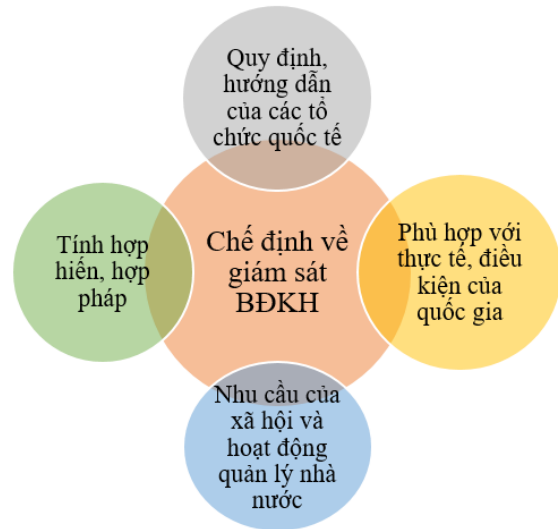 Quy định,
hướng dẫn
của các tổ
chức quốc tế
Tính hợp
hiến, hợp
pháp
Chế định về
giám sát
BĐKH
Phù hợp với
thực tế, điều
kiện của
quốc gia
Nhu cầu của
xã hội và
hoạt động
quản lý nhà
nước